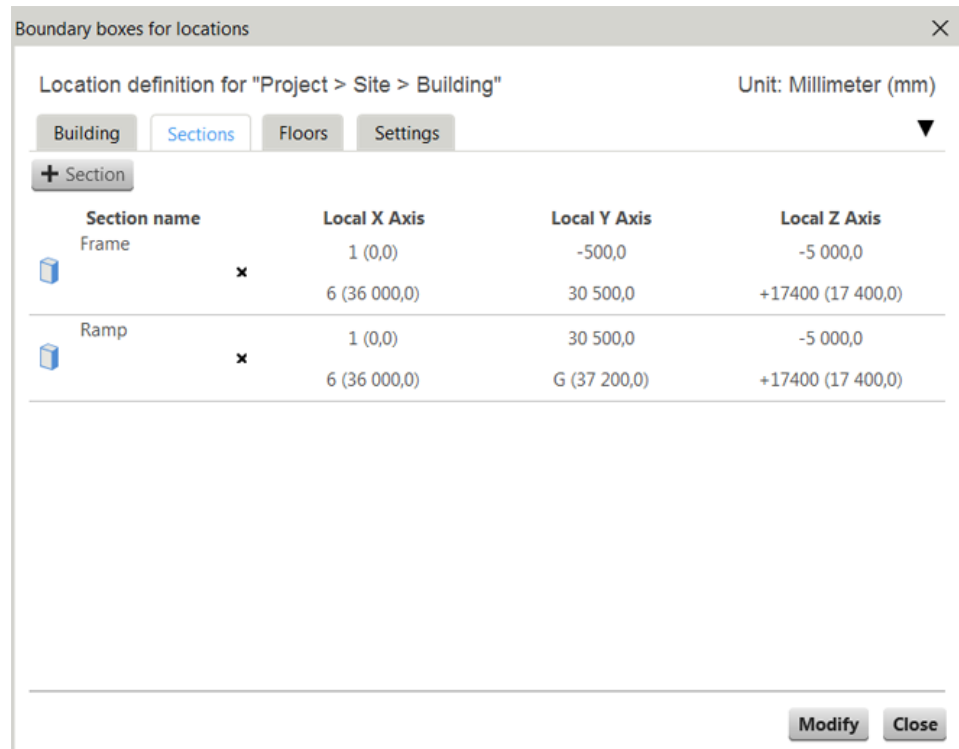 Boundary boxes for locations
Location definition for "Project > Site > Building" Unit: Millimeter (mm)
Building Sections Floors Settings
+ Section
Section name Local X Axis Local Y Axis Local Z Axis
Frame 1 (0,0) -500,0 -5 000,0
6 (36 000,0) 30 500,0 +17400 (17 400,0)
Ramp 1 (0,0) 30 500,0 -5 000,0
6 (36 000,0) G (37 200,0) +17400 (17 400,0)
Modify Close